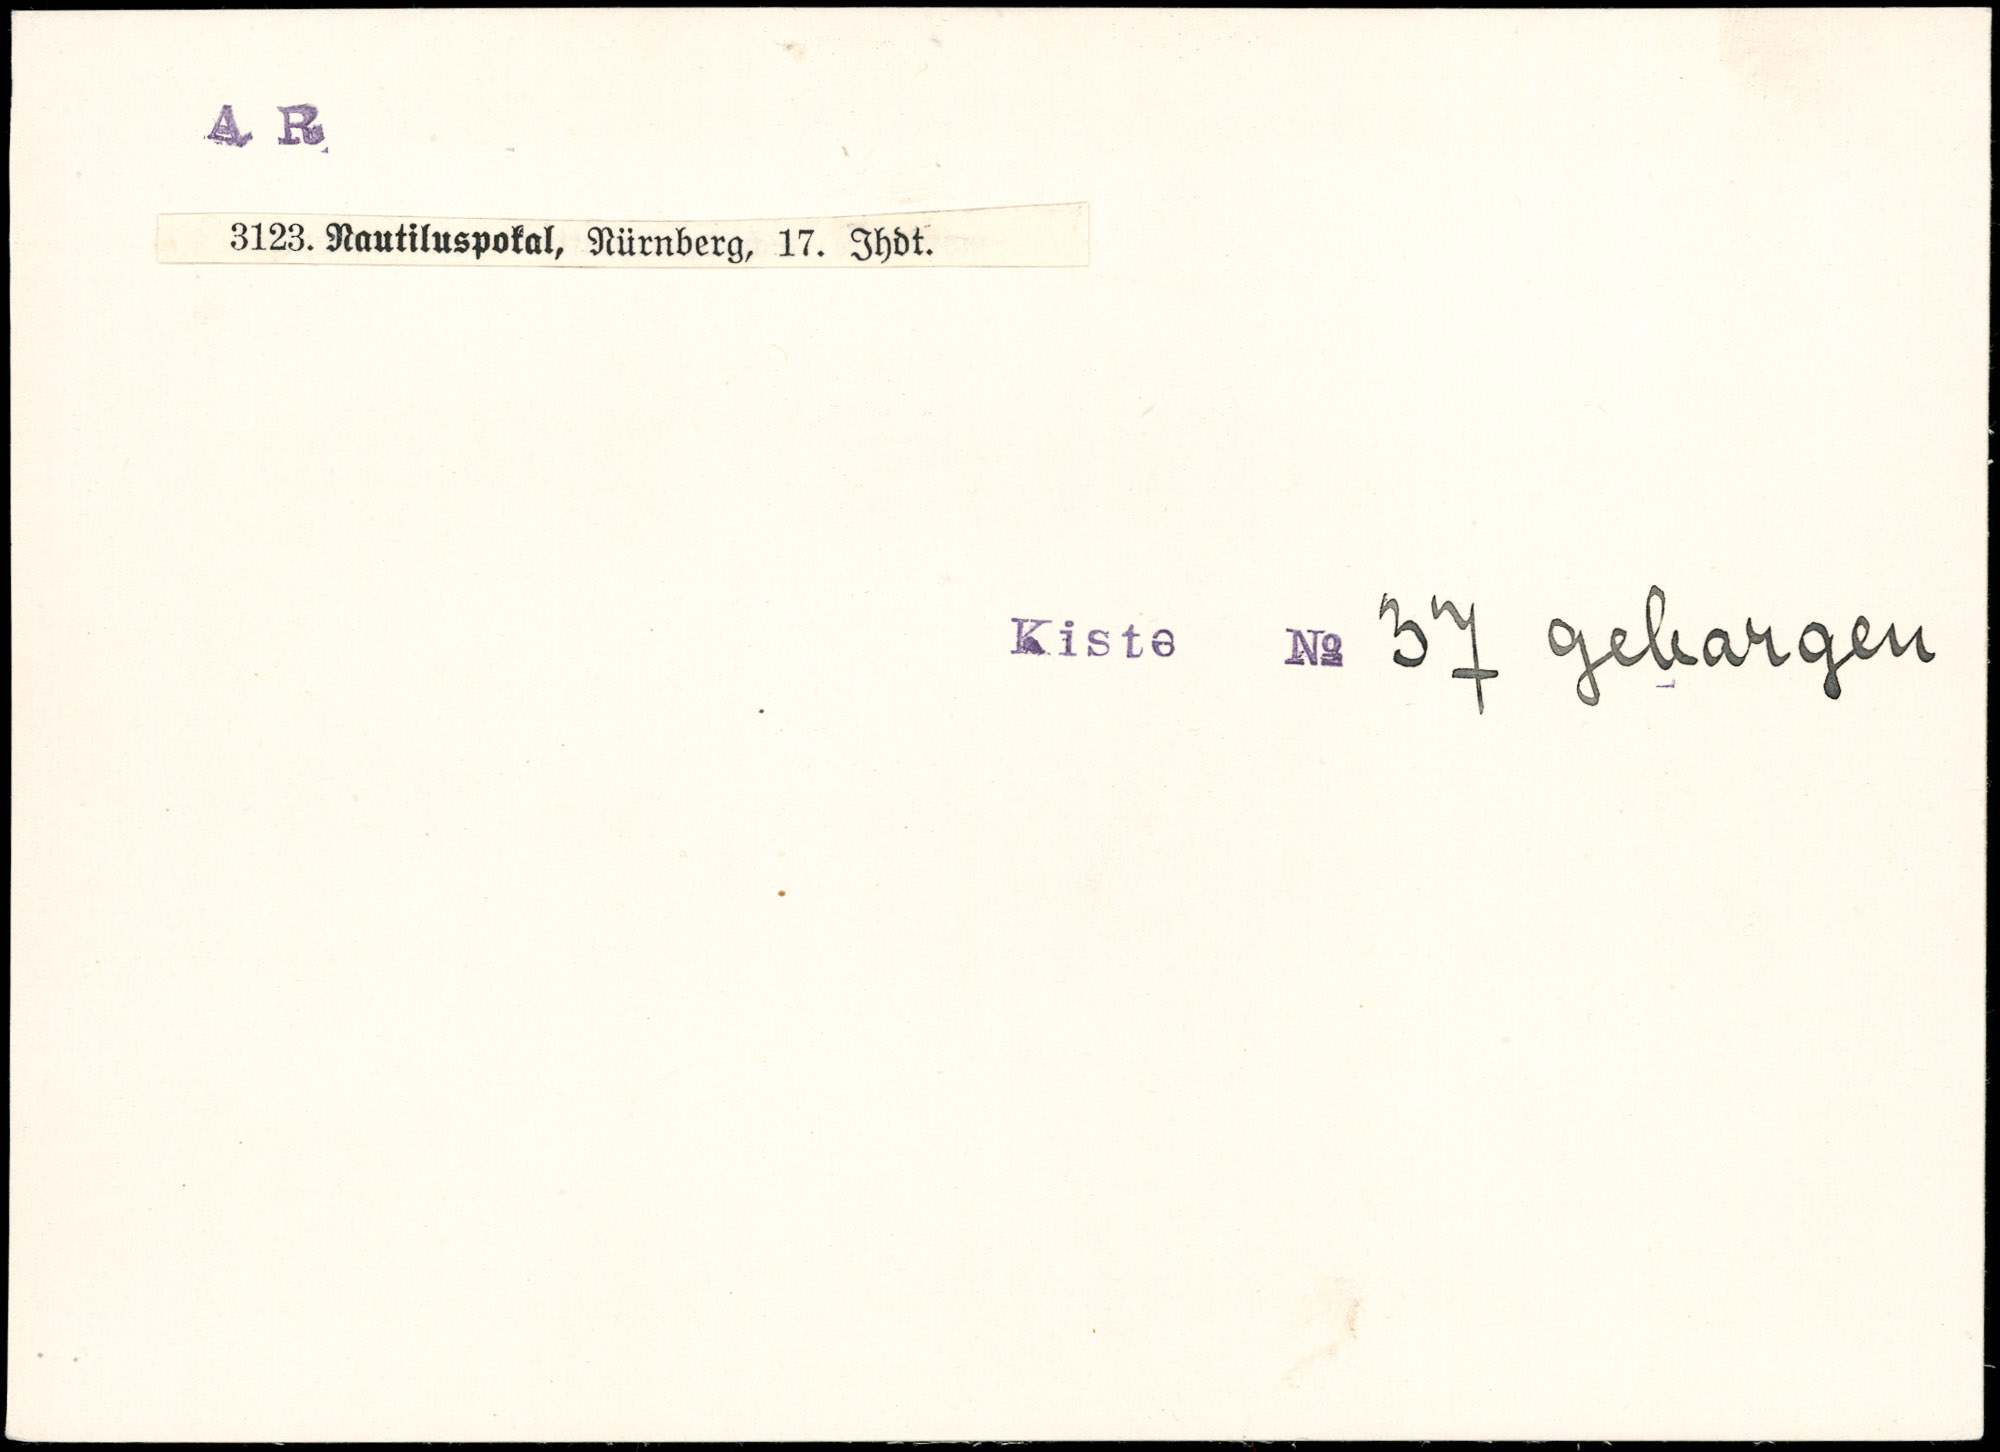 A R
3123. Nautiluspokal, Nürnberg, 17. Jhdt.
Kiste № 37 geborgen